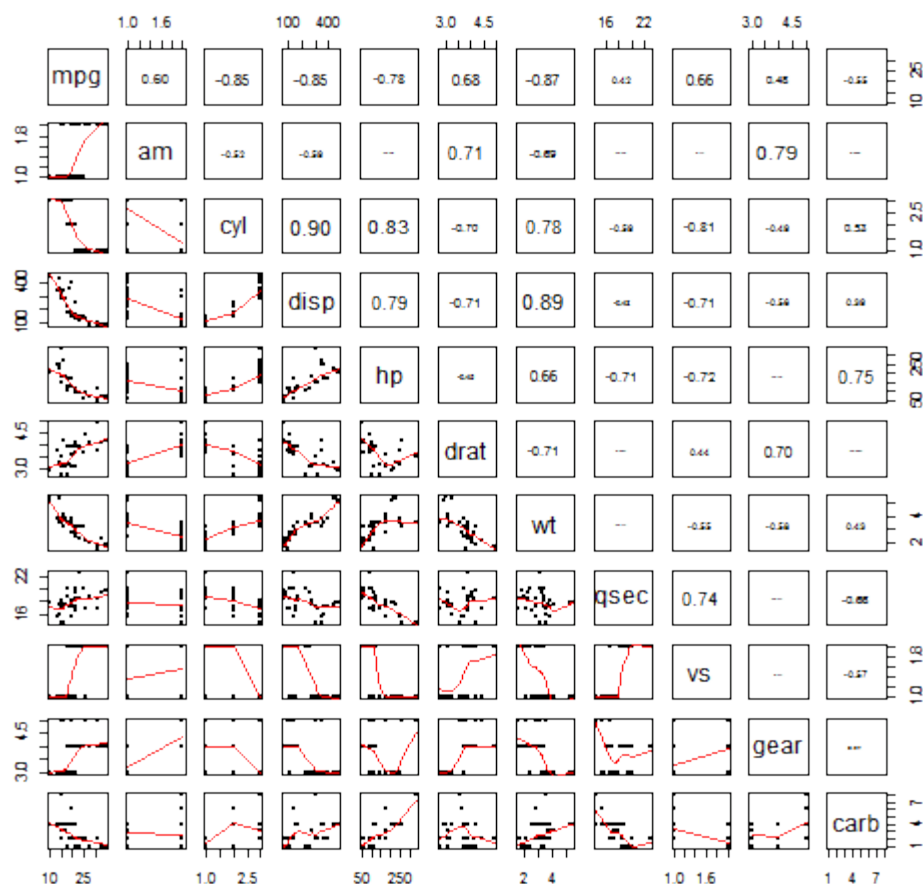 1.0 1.6 100 400 3.0 4.5 16 22 3.0 4.5
mpg 0.60 -0.85 -0.85 -0.78 0.68 -0.87 0.42 0.66 0.48 -0.55 10 25
1.0 1.8 am -0.52 -0.59 --- 0.71 -0.69 --- --- 0.79 ---
cyl 0.90 0.83 -0.70 0.78 -0.59 -0.81 -0.49 0.53 1.0 2.5
100 400 disp 0.79 -0.71 0.89 -0.43 -0.71 -0.56 0.39
hp 0.66 -0.71 -0.72 --- 0.75 50 250
3.0 4.5 drat -0.71 --- 0.44 0.70 ---
wt --- -0.55 -0.58 0.43 2 4
16 22 qsec 0.74 --- -0.66
vs --- -0.57 1.0 1.8
3.0 4.5 gear
carb 1 4 7
10 25 1.0 2.5 50 250 2 4 1.0 1.6 1 4 7